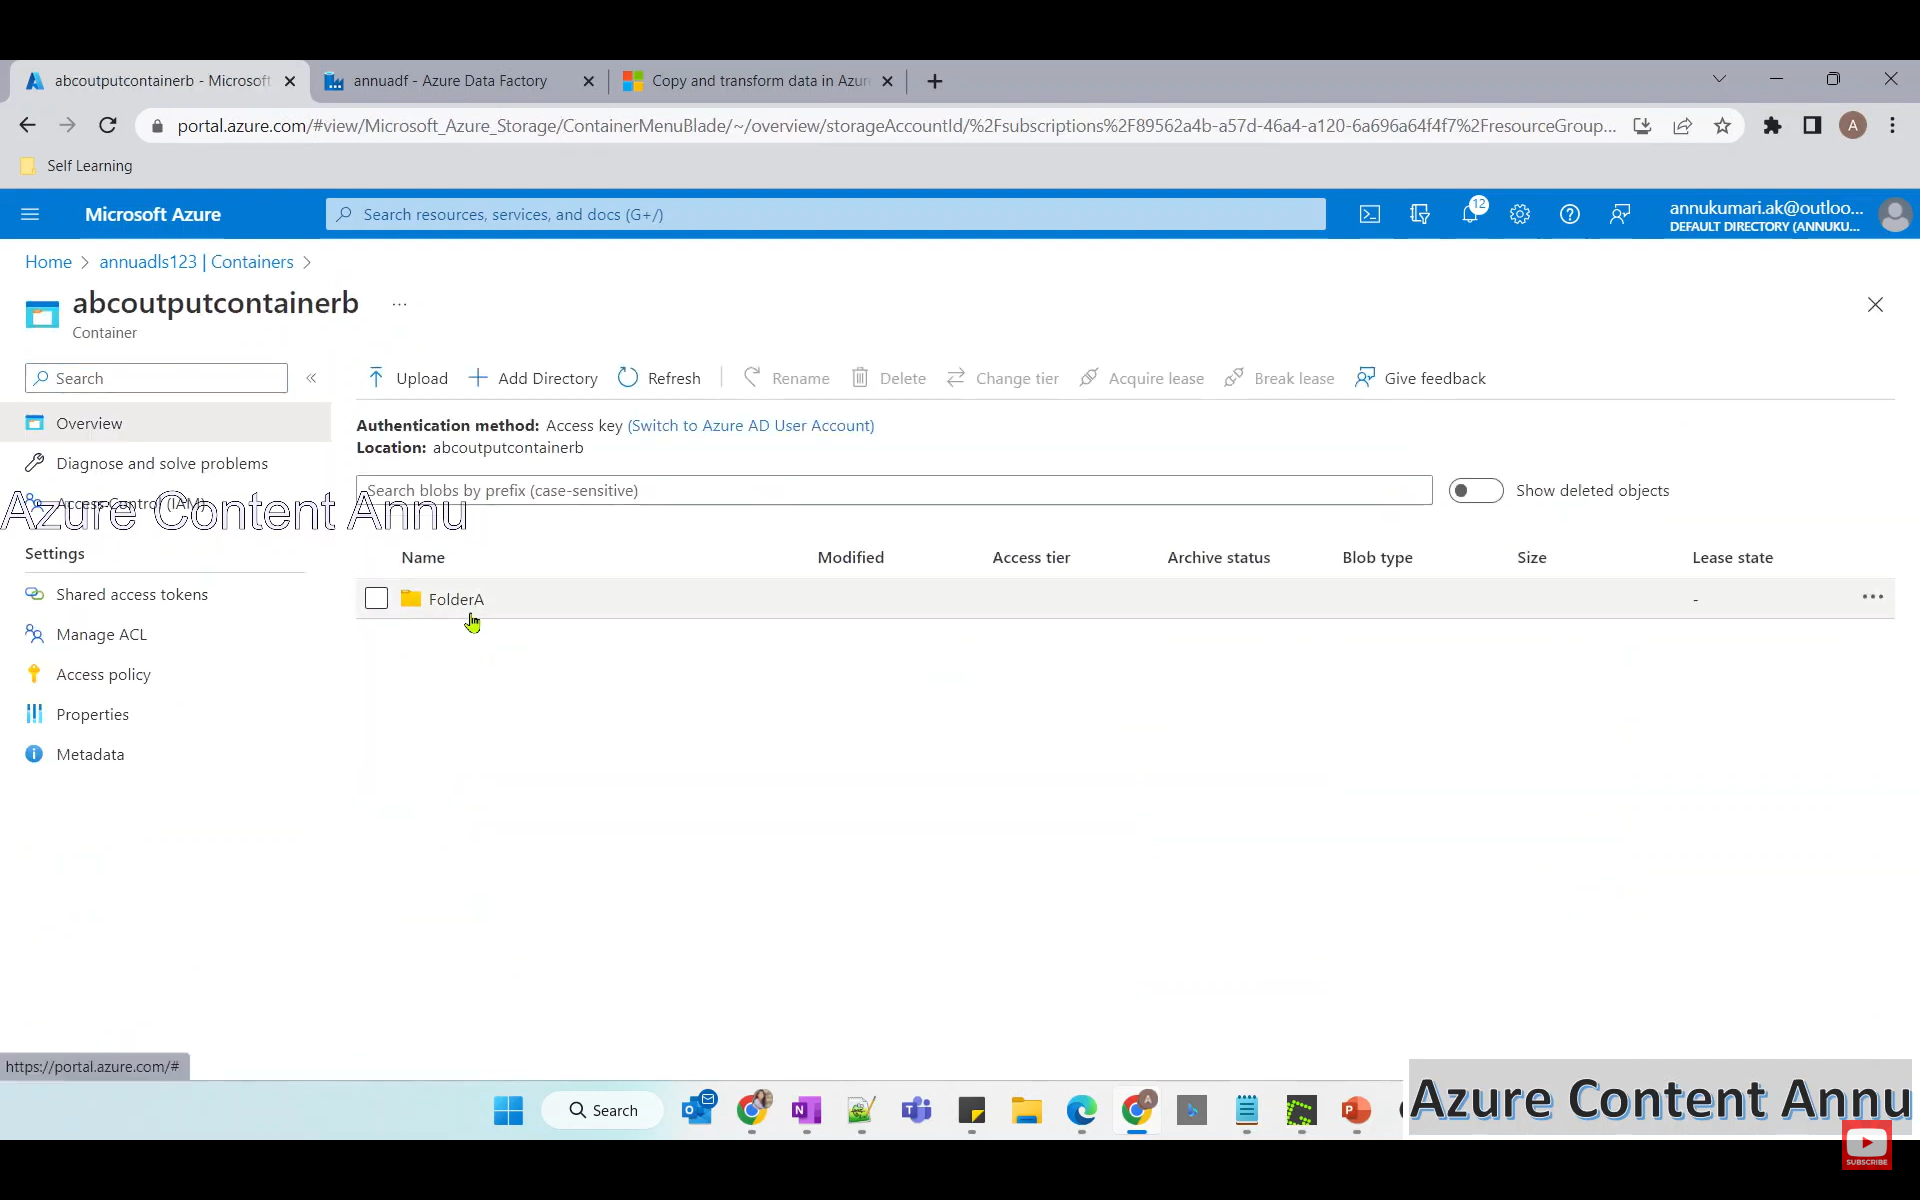 abcoutputcontainerb - Microsoft
annuadf - Azure Data Factory
Copy and transform data in Azure
portal.azure.com/#view/Microsoft_Azure_Storage/ContainerMenuBlade/~/overview/storageAccountId/%2Fsubscriptions%2F89562a4b-a57d-46a4-a120-6a696a64f4f7%2FresourceGroup...
A
Self Learning
Microsoft Azure
Search resources, services, and docs (G+/)
12
annukumari.ak@outloo...
DEFAULT DIRECTORY (ANNUKU...
Home > annuadls123 | Containers >
abcoutputcontainerb ...
Container
Search
«
Upload
Add Directory
Refresh
Rename
Delete
Change tier
Acquire lease
Break lease
Give feedback
Overview
Authentication method: Access key (Switch to Azure AD User Account)
Location: abcoutputcontainerb
Diagnose and solve problems
Access Control (IAM)
Azure Content Annu
Search blobs by prefix (case-sensitive)
Show deleted objects
Settings
Shared access tokens
Manage ACL
Access policy
Properties
Metadata
Name Modified Access tier Archive status Blob type Size Lease state
FolderA - ...
https://portal.azure.com/#
Search
Azure Content Annu
SUBSCRIBE